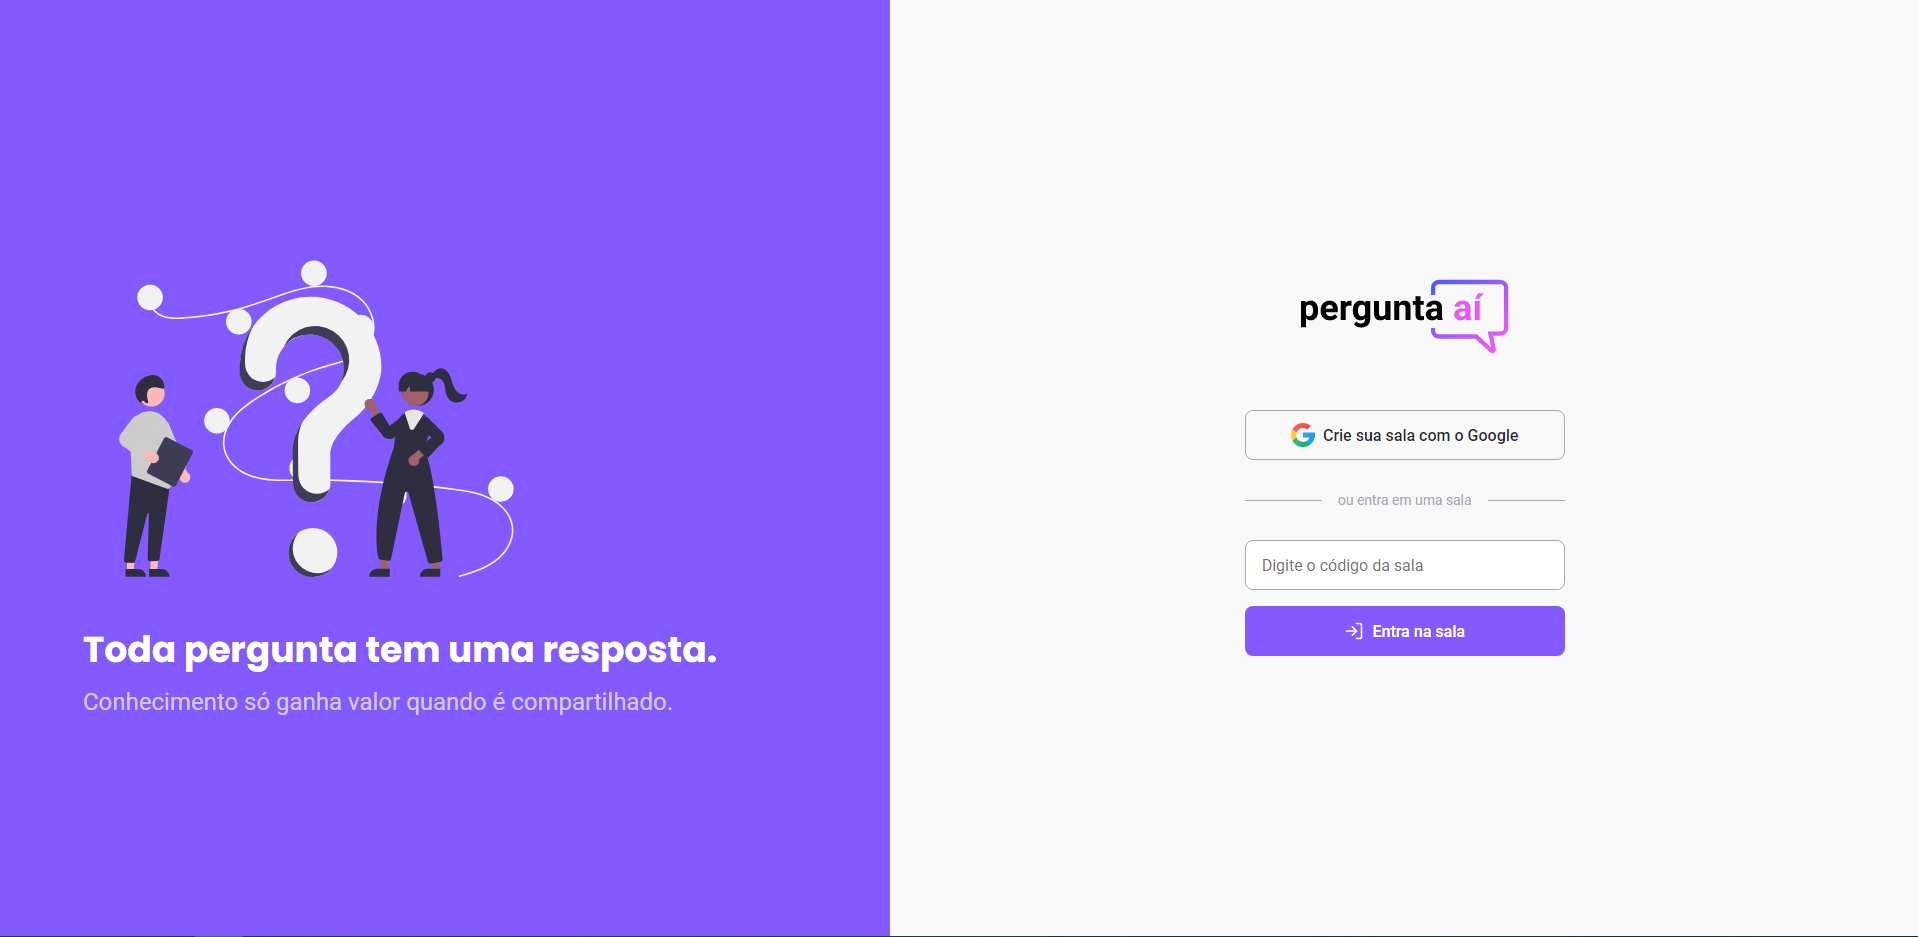 Toda pergunta tem uma resposta.
Conhecimento só ganha valor quando é compartilhado.
pergunta aí
Crie sua sala com o Google
ou entra em uma sala
Digite o código da sala
Entra na sala